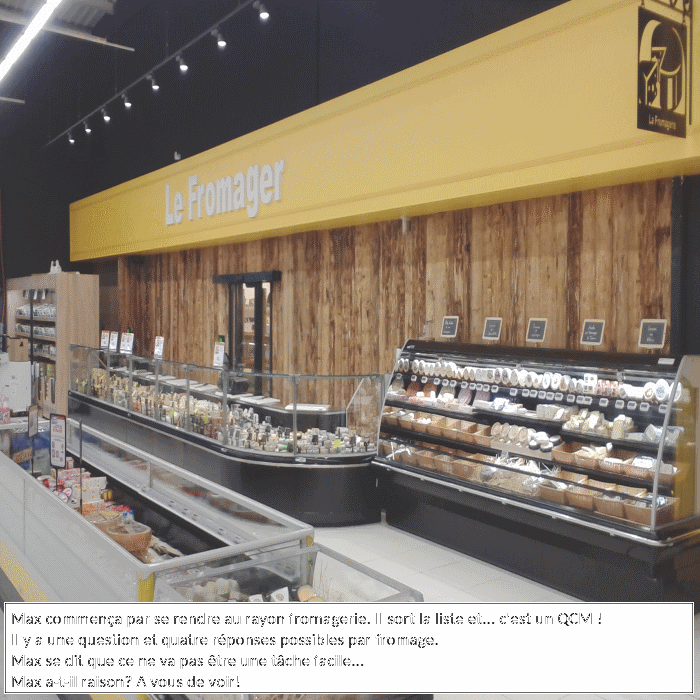 Le Fromager
La Fromagerie
Max commença par se rendre au rayon fromagerie. Il sort la liste et... c'est un QCM !
Il y a une question et quatre réponses possibles par fromage.
Max se dit que ce ne va pas être une tâche facile...
Max a-t-il raison? A vous de voir!